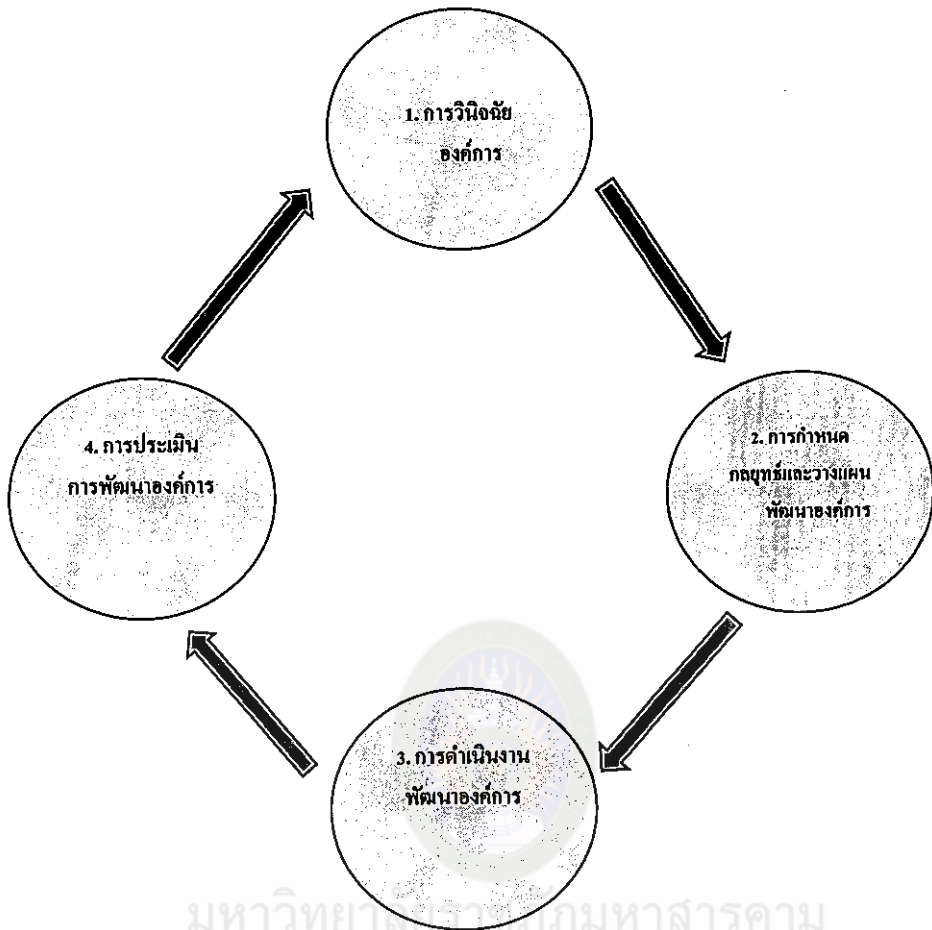 1. การวินิจฉัย
องค์การ
2. การกำหนด
กลยุทธ์และวางแผน
พัฒนาองค์การ
3. การดำเนินงาน
พัฒนาองค์การ
4. การประเมิน
การพัฒนาองค์การ
มหาวิทยาลัยราชภัฏมหาสารคาม